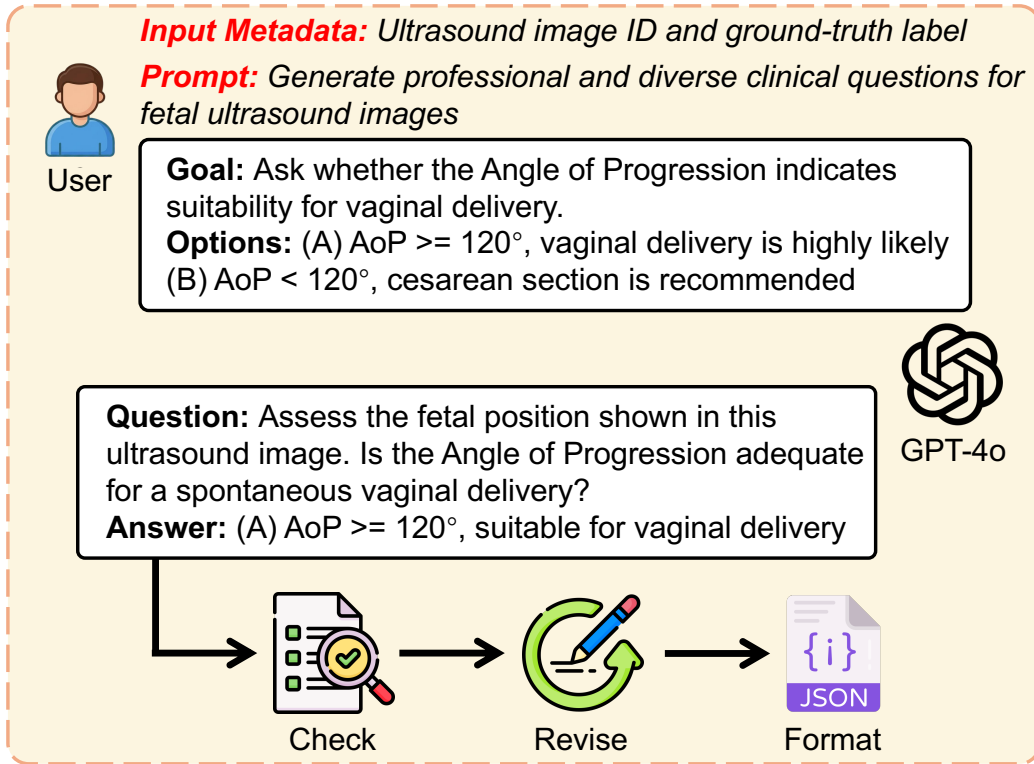 Input Metadata: Ultrasound image ID and ground-truth label
Prompt: Generate professional and diverse clinical questions for
fetal ultrasound images
User
Goal: Ask whether the Angle of Progression indicates
suitability for vaginal delivery.
Options: (A) AoP >= 120°, vaginal delivery is highly likely
(B) AoP < 120°, cesarean section is recommended
GPT-4o
Question: Assess the fetal position shown in this
ultrasound image. Is the Angle of Progression adequate
for a spontaneous vaginal delivery?
Answer: (A) AoP >= 120°, suitable for vaginal delivery
{i}
JSON
Check
Revise
Format